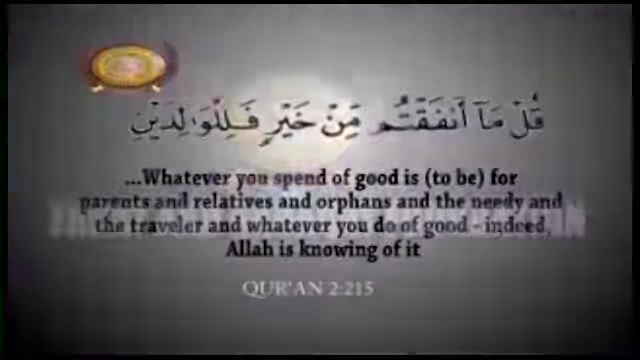 قُلْ مَآ أَنفَقْتُم مِّنْ خَيْرٍ فَلِلْوَٰلِدَيْنِ
...Whatever you spend of good is (to be) for
parents and relatives and orphans and the needy and
the traveler and whatever you do of good - indeed,
Allah is knowing of it
QUR'AN 2:215